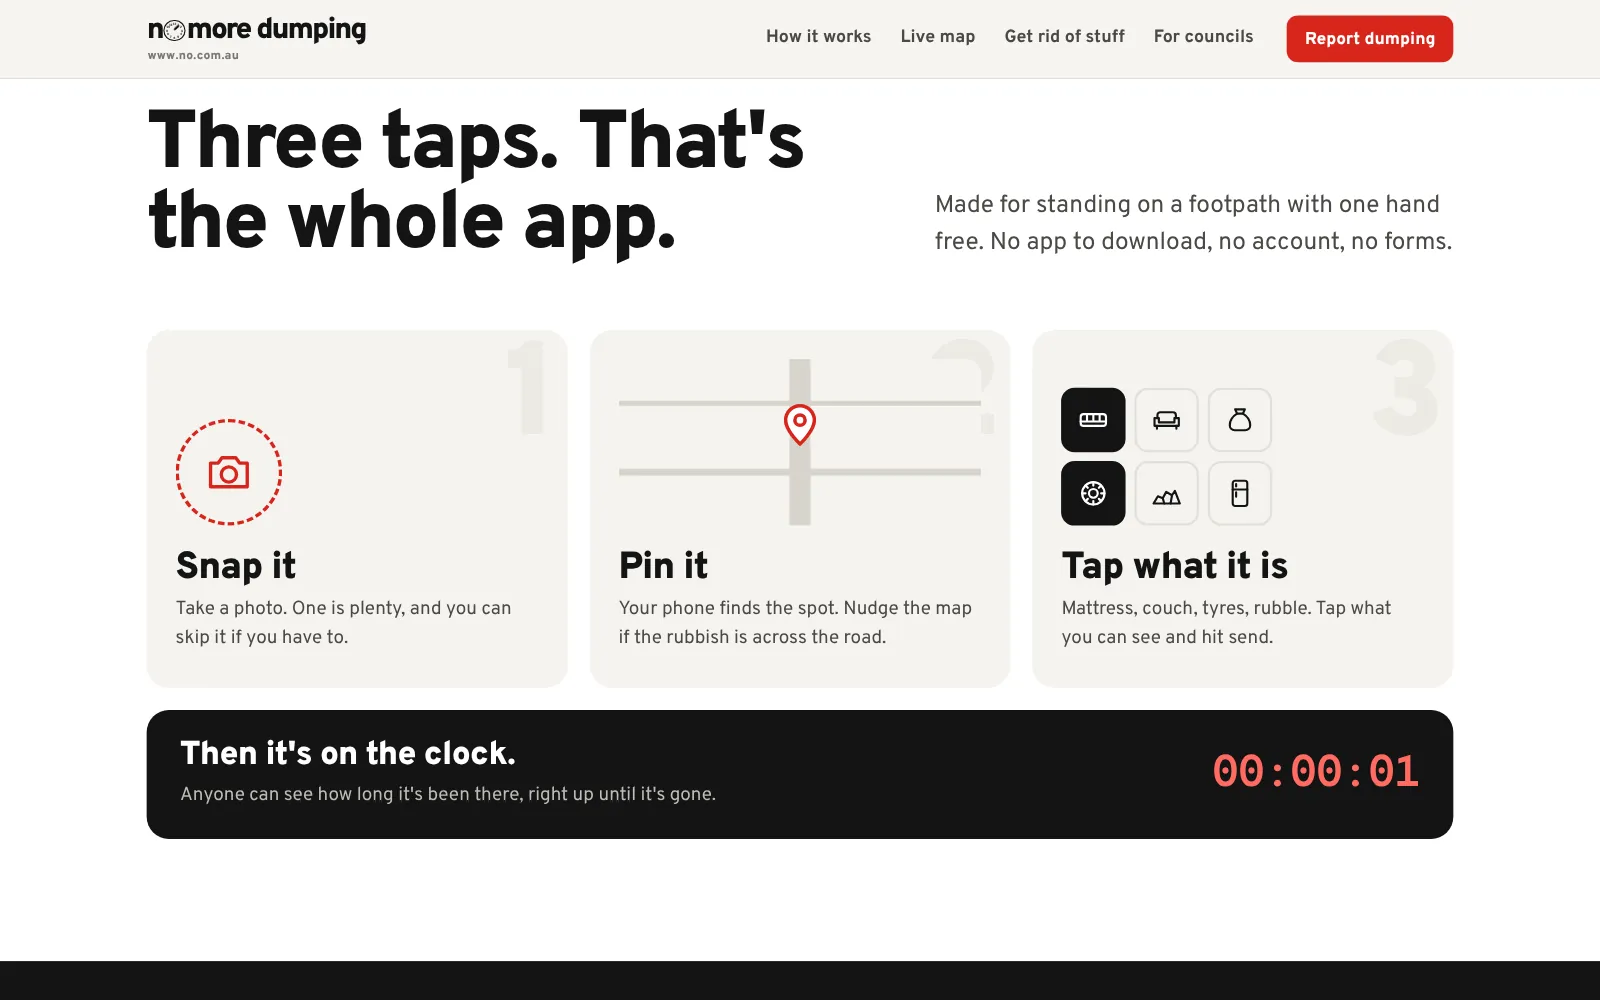 no more dumping
www.no.com.au
How it works
Live map
Get rid of stuff
For councils
Report dumping
Three taps. That's
the whole app.
Made for standing on a footpath with one hand
free. No app to download, no account, no forms.
1
2
3
Snap it
Take a photo. One is plenty, and you can
skip it if you have to.
Pin it
Your phone finds the spot. Nudge the map
if the rubbish is across the road.
Tap what it is
Mattress, couch, tyres, rubble. Tap what
you can see and hit send.
Then it's on the clock.
Anyone can see how long it's been there, right up until it's gone.
00:00:01